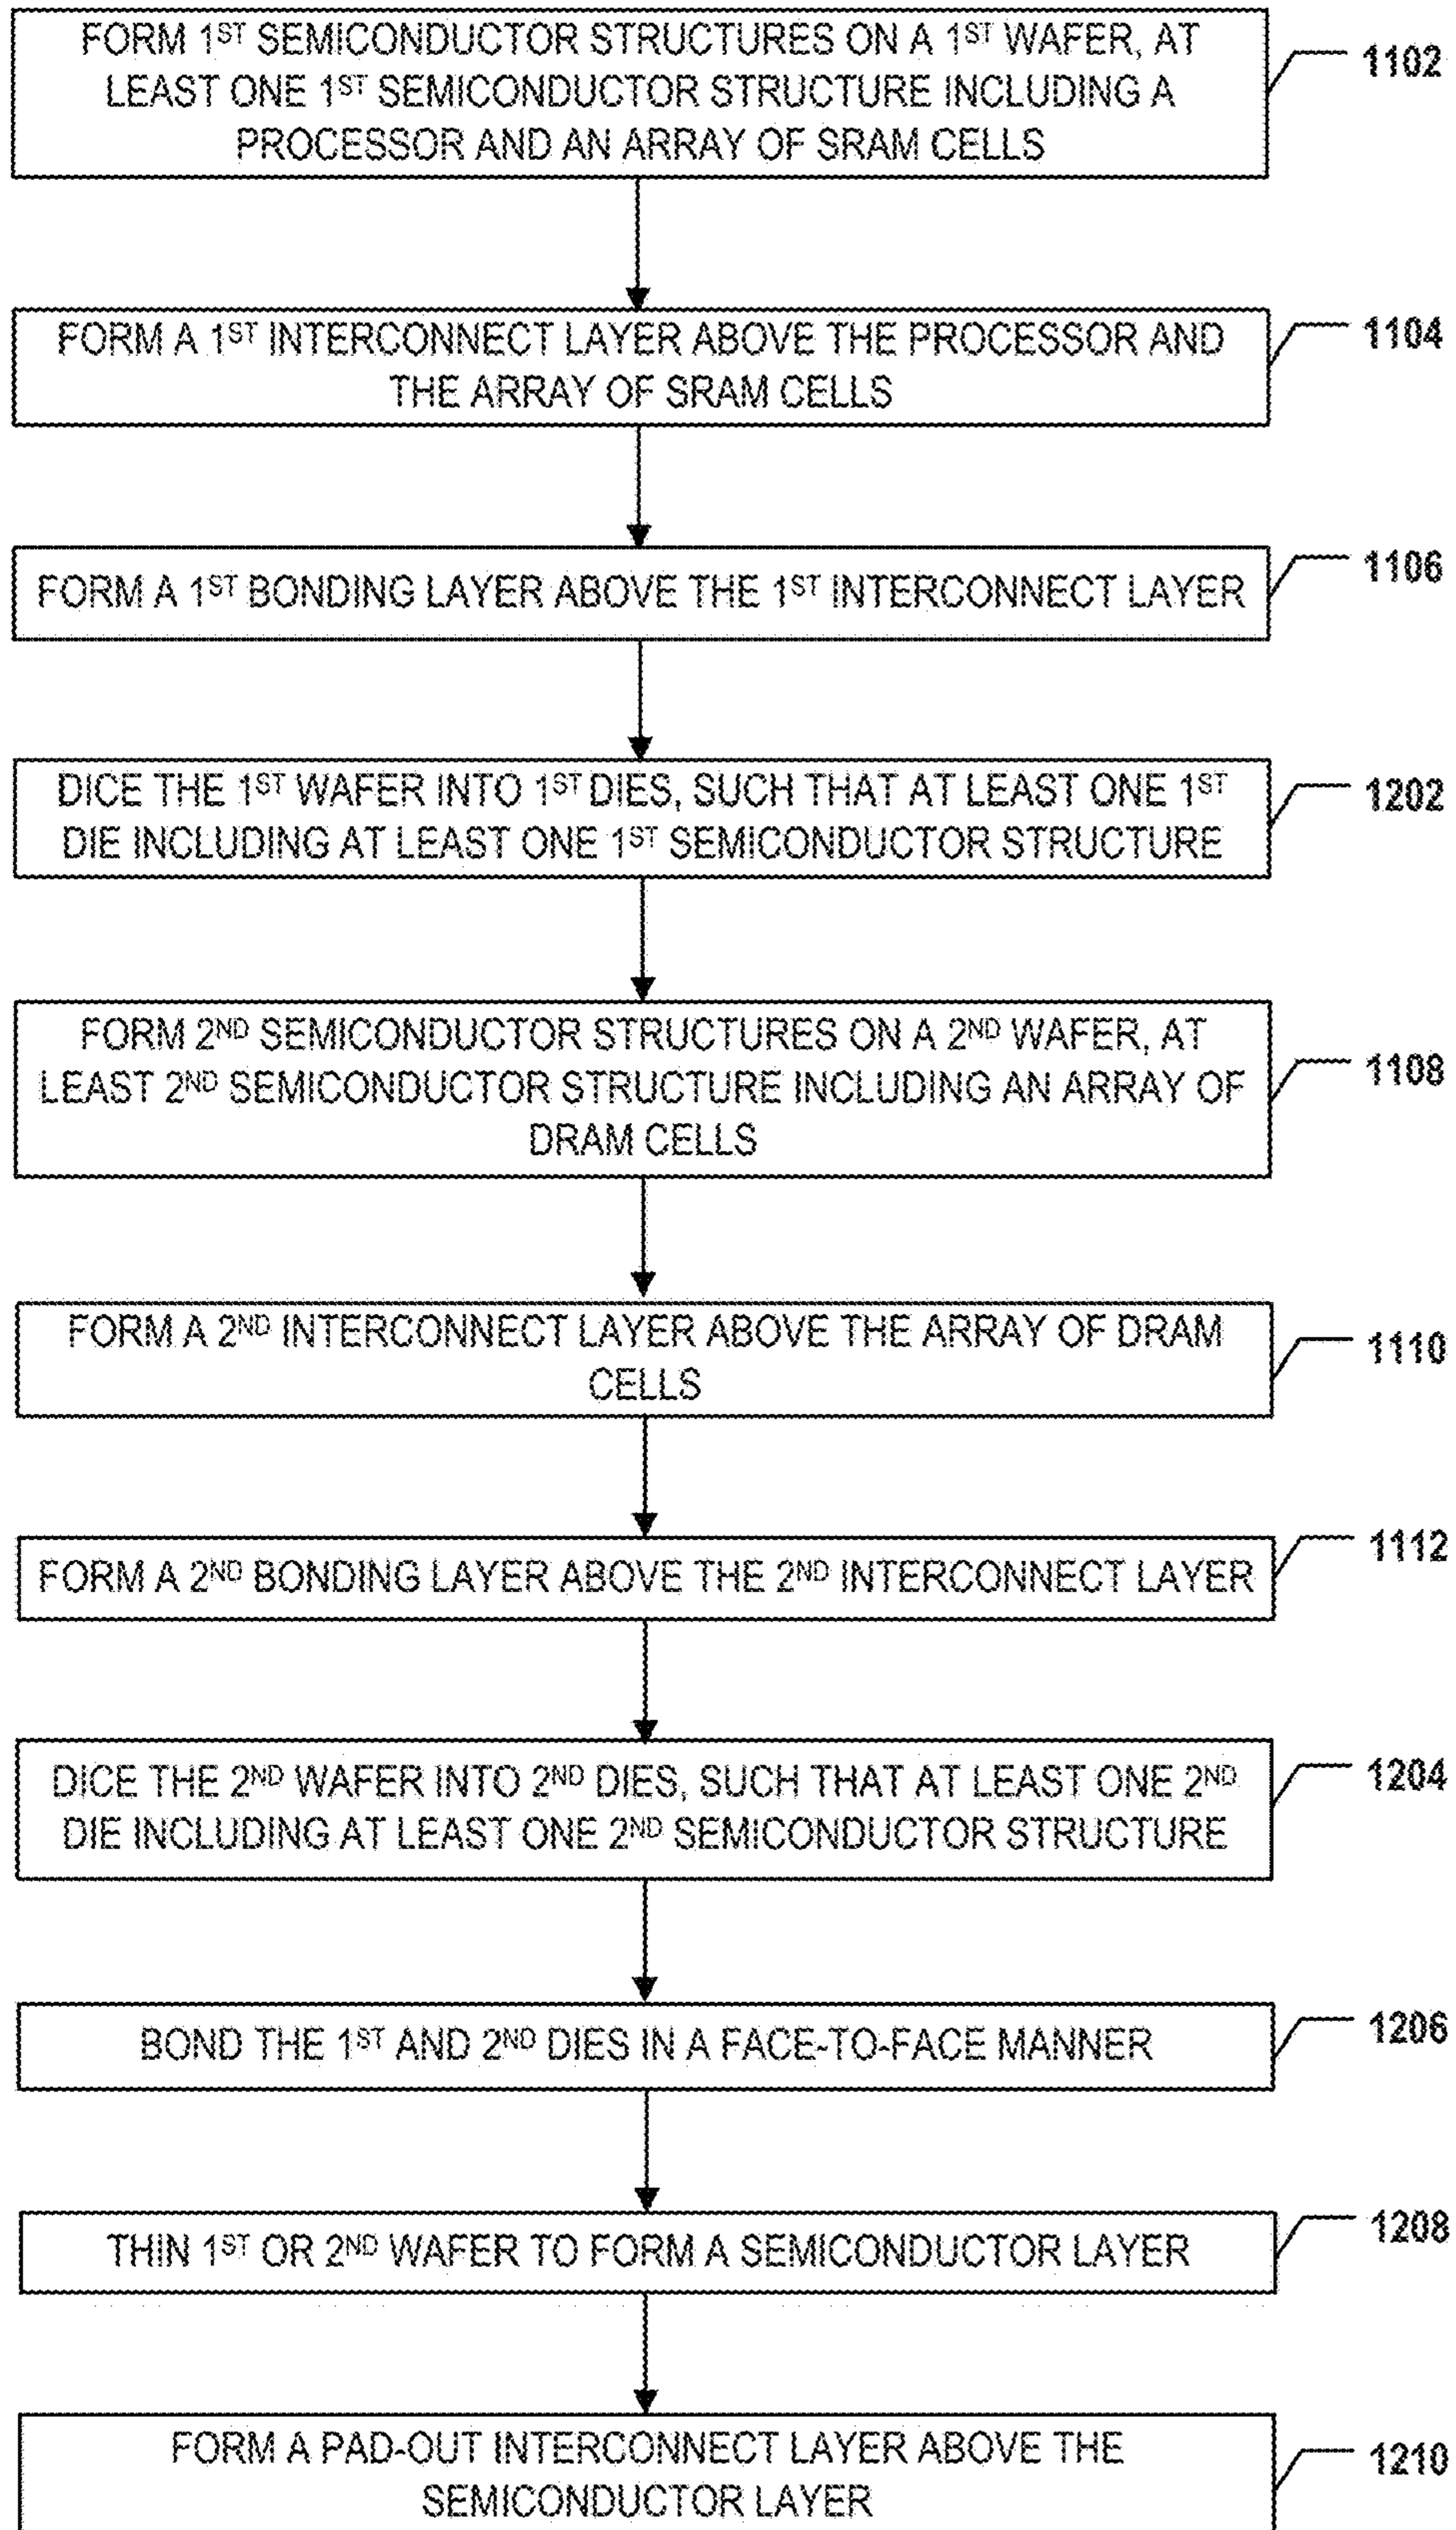 FORM 1ST SEMICONDUCTOR STRUCTURES ON A 1ST WAFER, AT
LEAST ONE 1ST SEMICONDUCTOR STRUCTURE INCLUDING A
PROCESSOR AND AN ARRAY OF SRAM CELLS
1102
FORM A 1ST INTERCONNECT LAYER ABOVE THE PROCESSOR AND
THE ARRAY OF SRAM CELLS
1104
FORM A 1ST BONDING LAYER ABOVE THE 1ST INTERCONNECT LAYER
1106
DICE THE 1ST WAFER INTO 1ST DIES, SUCH THAT AT LEAST ONE 1ST
DIE INCLUDING AT LEAST ONE 1ST SEMICONDUCTOR STRUCTURE
1202
FORM 2ND SEMICONDUCTOR STRUCTURES ON A 2ND WAFER, AT
LEAST 2ND SEMICONDUCTOR STRUCTURE INCLUDING AN ARRAY OF
DRAM CELLS
1108
FORM A 2ND INTERCONNECT LAYER ABOVE THE ARRAY OF DRAM
CELLS
1110
FORM A 2ND BONDING LAYER ABOVE THE 2ND INTERCONNECT LAYER
1112
DICE THE 2ND WAFER INTO 2ND DIES, SUCH THAT AT LEAST ONE 2ND
DIE INCLUDING AT LEAST ONE 2ND SEMICONDUCTOR STRUCTURE
1204
BOND THE 1ST AND 2ND DIES IN A FACE-TO-FACE MANNER
1206
THIN 1ST OR 2ND WAFER TO FORM A SEMICONDUCTOR LAYER
1208
FORM A PAD-OUT INTERCONNECT LAYER ABOVE THE
SEMICONDUCTOR LAYER
1210